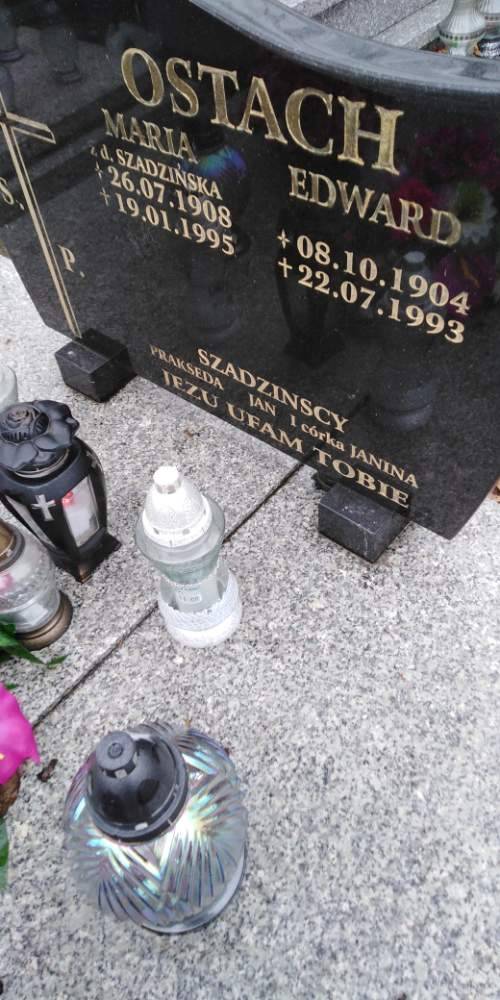 OSTACH
MARIA
z d. SZADZIŃSKA
* 26.07.1908
+ 19.01.1995
EDWARD
+ 08.10.1904
+ 22.07.1993
S.
P.
SZADZINSCY
PRAKSEDA JAN I córka JANINA
JEZU UFAM TOBIE